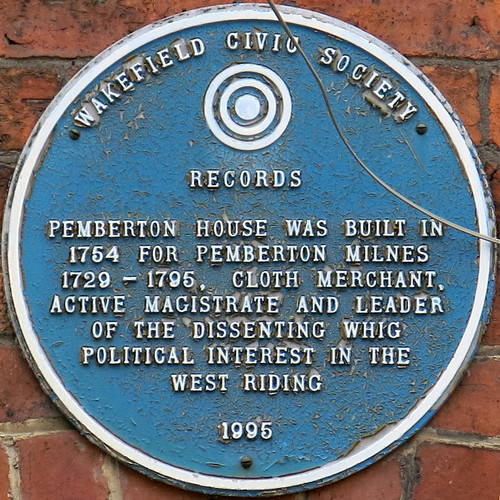 WAKEFIELD CIVIC SOCIETY
RECORDS
PEMBERTON HOUSE WAS BUILT IN
1754 FOR PEMBERTON MILNES
1729 - 1795, CLOTH MERCHANT,
ACTIVE MAGISTRATE AND LEADER
OF THE DISSENTING WHIG
POLITICAL INTEREST IN THE
WEST RIDING
1995